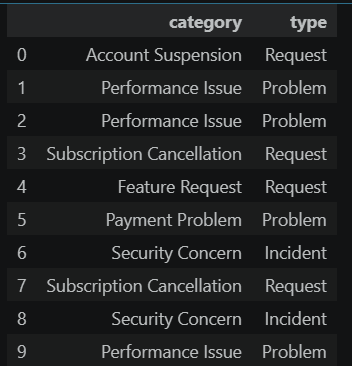 category type
0 Account Suspension Request
1 Performance Issue Problem
2 Performance Issue Problem
3 Subscription Cancellation Request
4 Feature Request Request
5 Payment Problem Problem
6 Security Concern Incident
7 Subscription Cancellation Request
8 Security Concern Incident
9 Performance Issue Problem